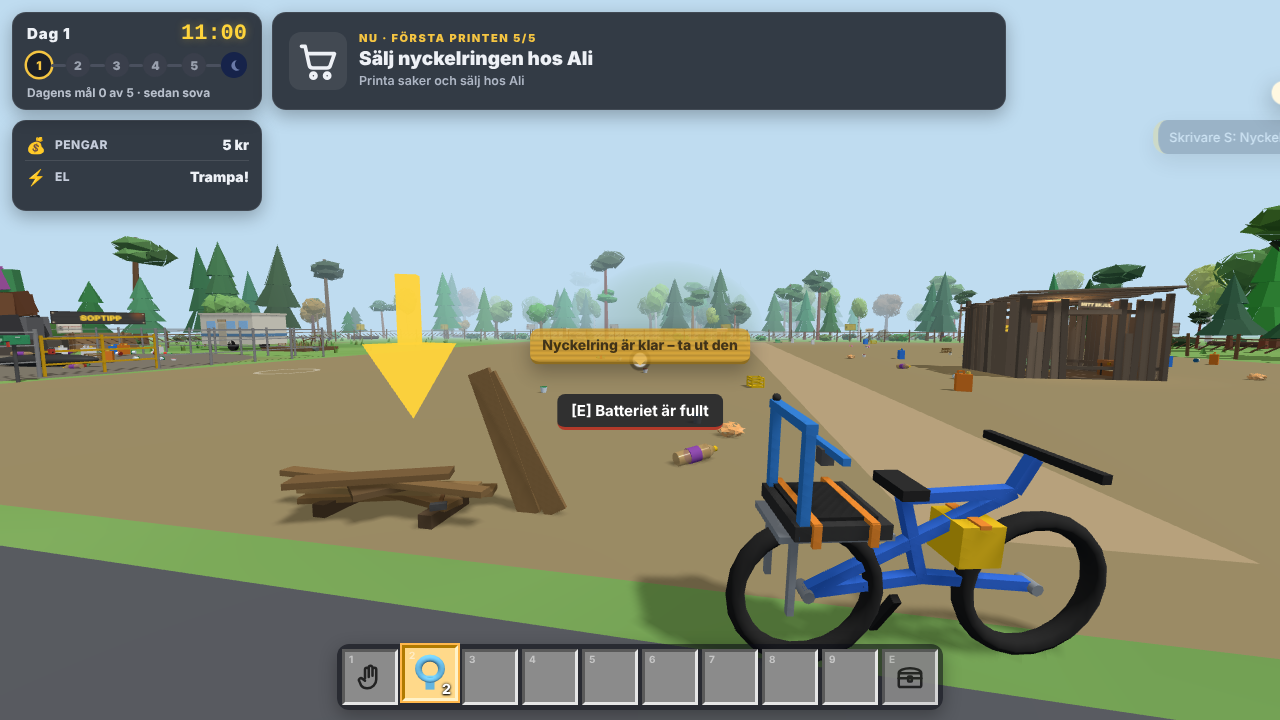 Dag 1
11:00
1 2 3 4 5
Dagens mål 0 av 5 · sedan sova
NU · FÖRSTA PRINTEN 5/5
Sälj nyckelringen hos Ali
Printa saker och sälj hos Ali
PENGAR 5 kr
EL Trampa!
Skrivare S: Nycke
SOPTIPP
Nyckelring är klar – ta ut den
[E] Batteriet är fullt
1 2 3 4 5 6 7 8 9 E
2